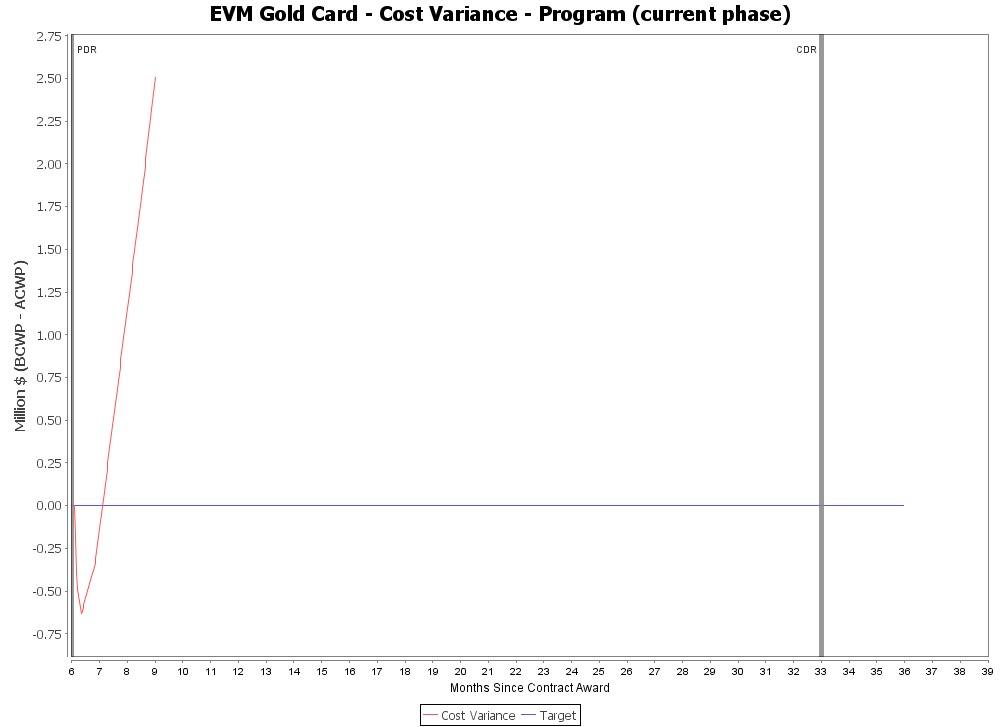 EVM Gold Card - Cost Variance - Program (current phase)
Million $ (BCWP - ACWP)
2.75
2.50
2.25
2.00
1.75
1.50
1.25
1.00
0.75
0.50
0.25
0.00
-0.25
-0.50
-0.75
PDR
CDR
6 7 8 9 10 11 12 13 14 15 16 17 18 19 20 21 22 23 24 25 26 27 28 29 30 31 32 33 34 35 36 37 38 39
Months Since Contract Award
Cost Variance Target